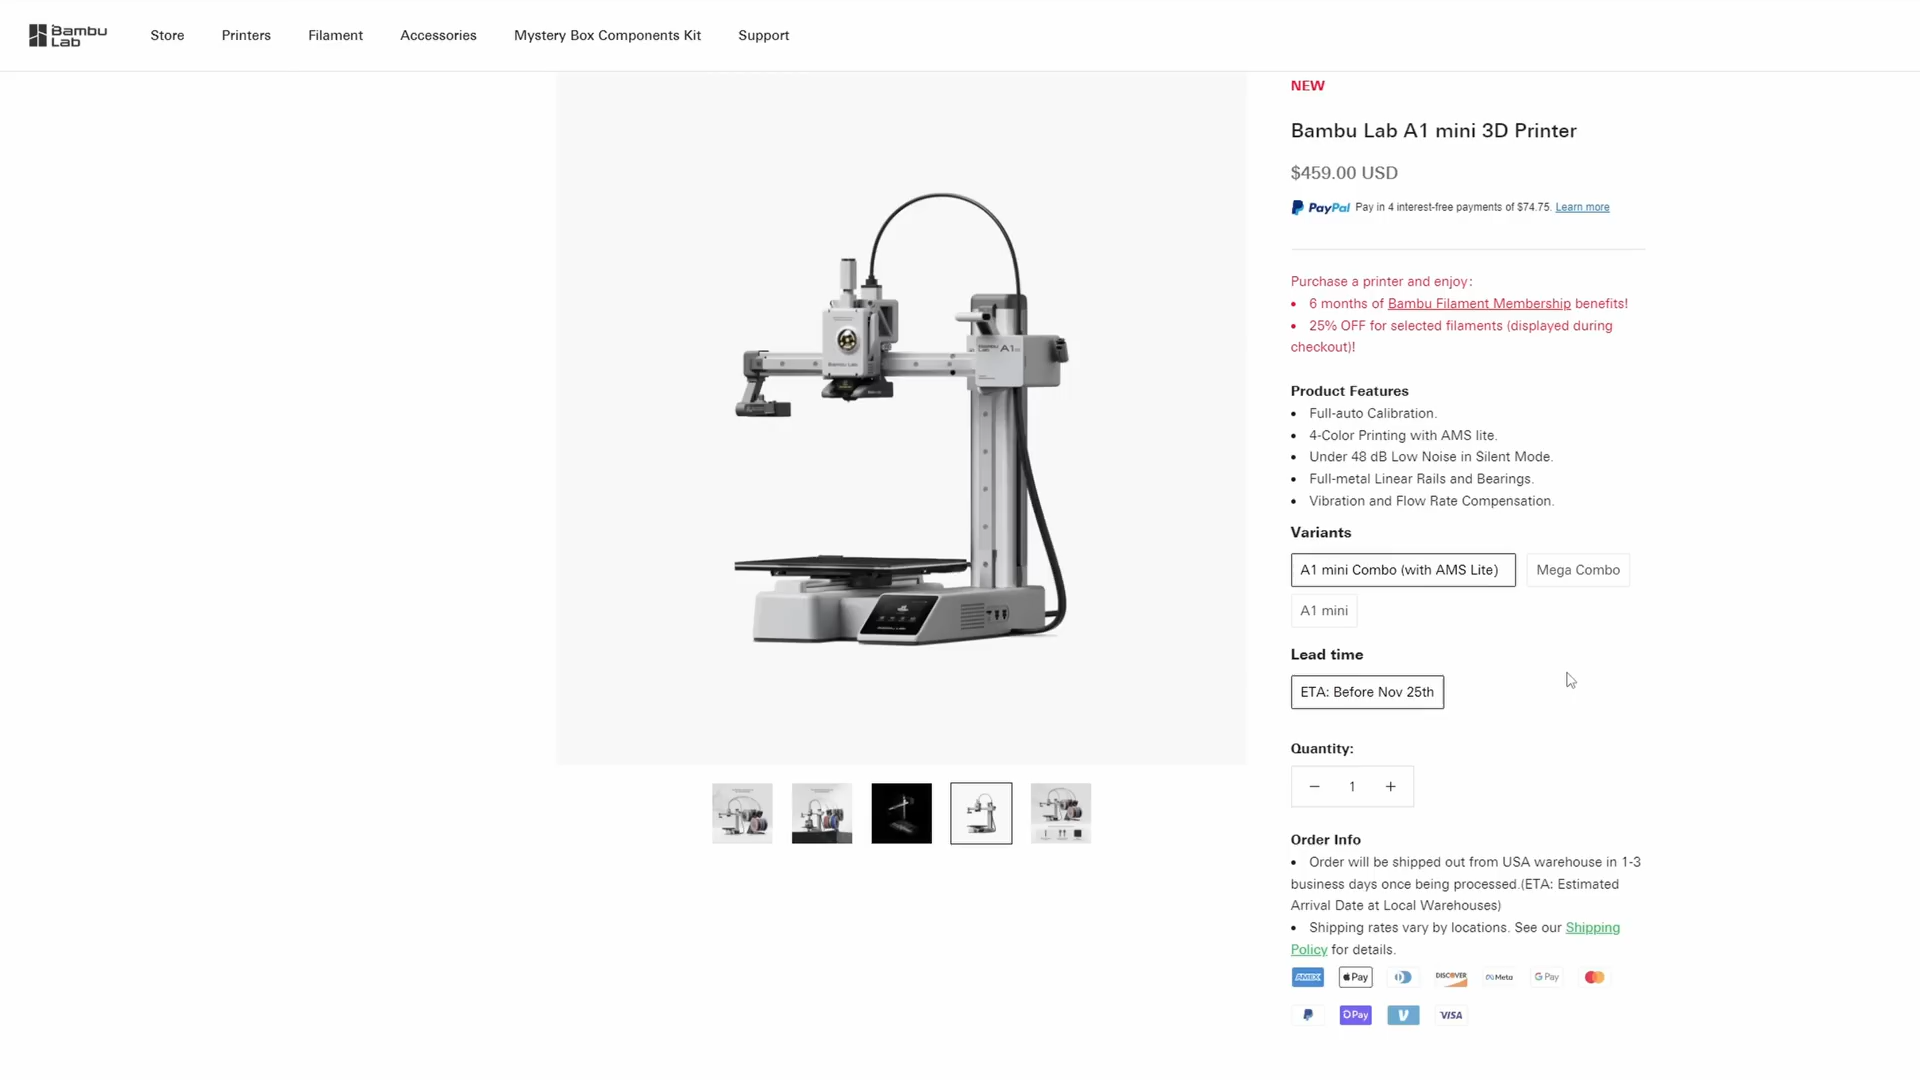 Bambu Lab
Store
Printers
Filament
Accessories
Mystery Box Components Kit
Support
NEW
Bambu Lab A1 mini 3D Printer
$459.00 USD
PayPal Pay in 4 interest-free payments of $74.75. Learn more
Purchase a printer and enjoy:
• 6 months of Bambu Filament Membership benefits!
• 25% OFF for selected filaments (displayed during
checkout)!
Product Features
• Full-auto Calibration.
• 4-Color Printing with AMS lite.
• Under 48 dB Low Noise in Silent Mode.
• Full-metal Linear Rails and Bearings.
• Vibration and Flow Rate Compensation.
Variants
A1 mini Combo (with AMS Lite)
Mega Combo
A1 mini
Lead time
ETA: Before Nov 25th
Quantity:
− 1 +
Order Info
• Order will be shipped out from USA warehouse in 1-3
business days once being processed.(ETA: Estimated
Arrival Date at Local Warehouses)
• Shipping rates vary by locations. See our Shipping
Policy for details.
AMEX
Pay
DISCOVER
Meta
G Pay
Pay
VISA
Bambu Lab
A1